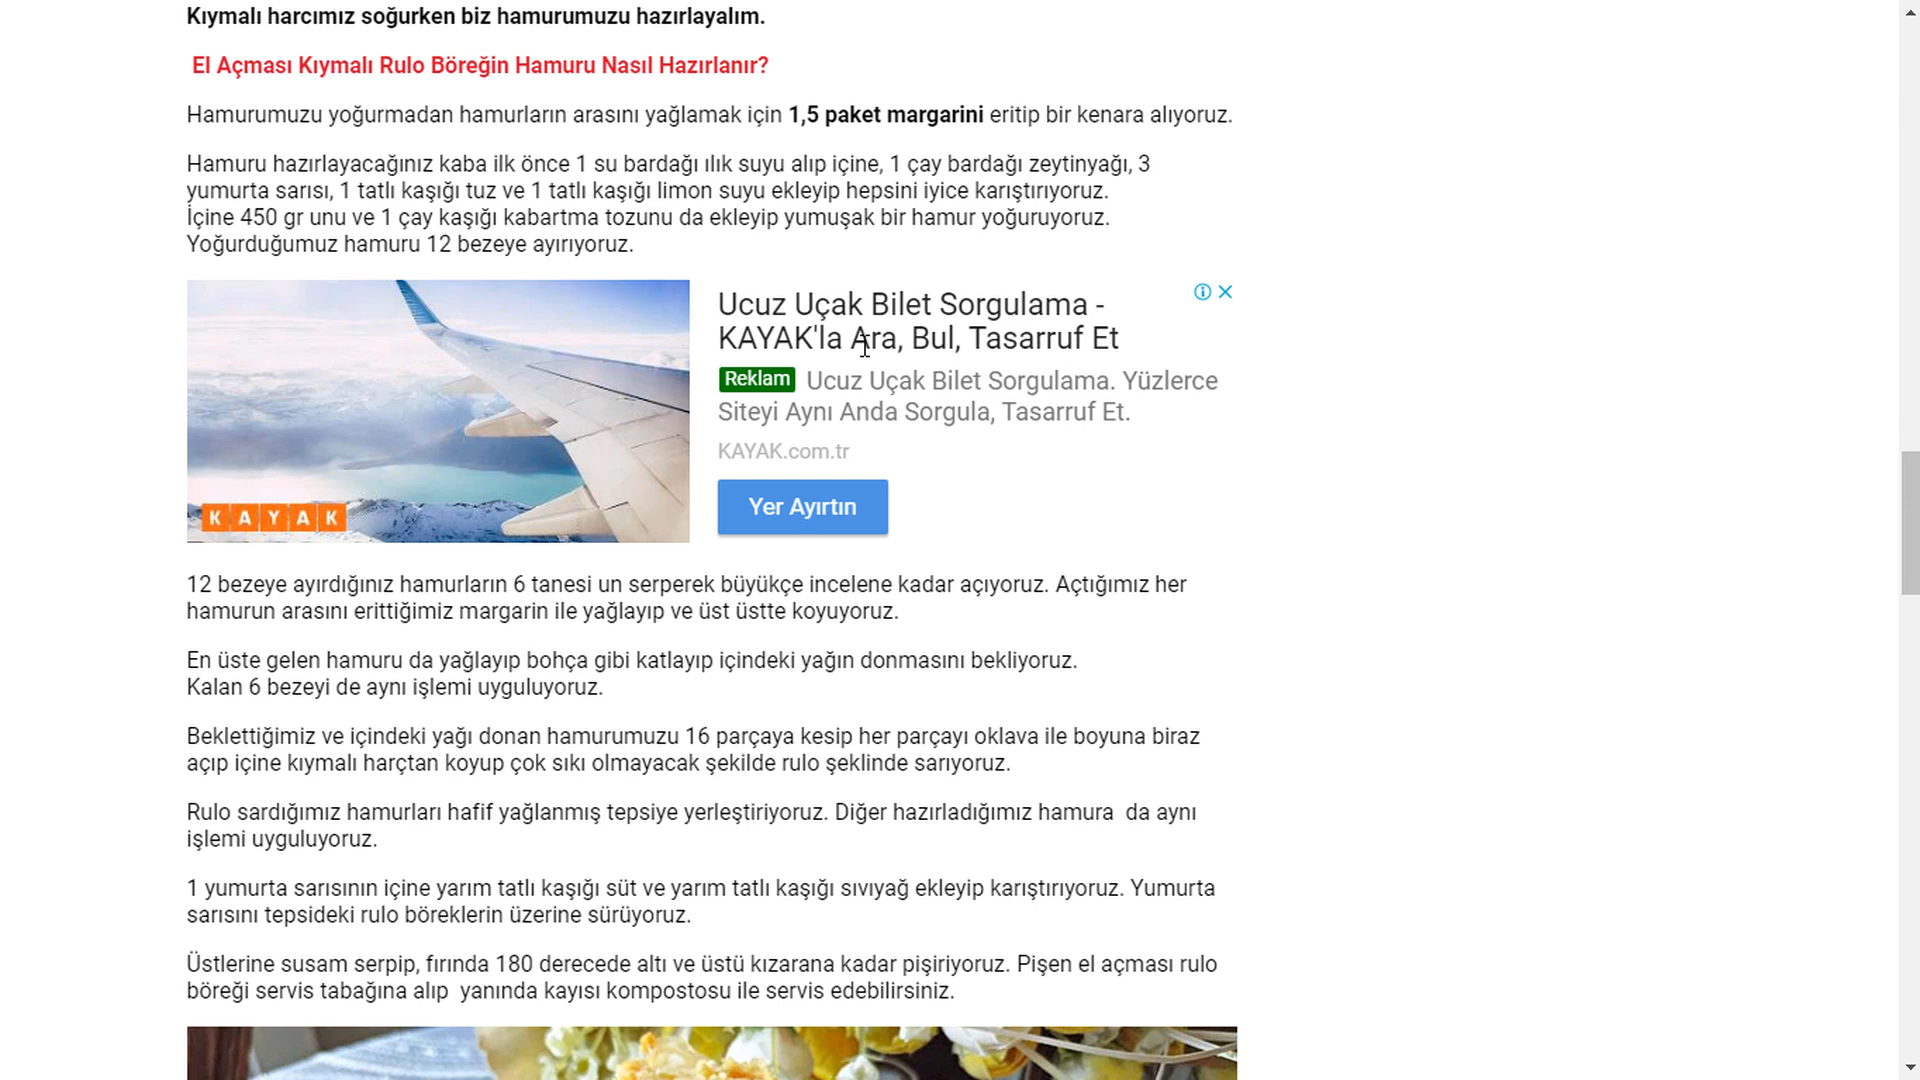 Kıymalı harcımız soğurken biz hamurumuzu hazırlayalım.
El Açması Kıymalı Rulo Böreğin Hamuru Nasıl Hazırlanır?
Hamurumuzu yoğurmadan hamurların arasını yağlamak için 1,5 paket margarini eritip bir kenara alıyoruz.
Hamuru hazırlayacağınız kaba ilk önce 1 su bardağı ılık suyu alıp içine, 1 çay bardağı zeytinyağı, 3
yumurta sarısı, 1 tatlı kaşığı tuz ve 1 tatlı kaşığı limon suyu ekleyip hepsini iyice karıştırıyoruz.
İçine 450 gr unu ve 1 çay kaşığı kabartma tozunu da ekleyip yumuşak bir hamur yoğuruyoruz.
Yoğurduğumuz hamuru 12 bezeye ayırıyoruz.
Ucuz Uçak Bilet Sorgulama -
KAYAK'la Ara, Bul, Tasarruf Et
Reklam Ucuz Uçak Bilet Sorgulama. Yüzlerce
Siteyi Aynı Anda Sorgula, Tasarruf Et.
KAYAK.com.tr
Yer Ayırtın
KAYAK
12 bezeye ayırdığınız hamurların 6 tanesi un serperek büyükçe incelene kadar açıyoruz. Açtığımız her
hamurun arasını erittiğimiz margarin ile yağlayıp ve üst üstte koyuyoruz.
En üste gelen hamuru da yağlayıp bohça gibi katlayıp içindeki yağın donmasını bekliyoruz.
Kalan 6 bezeyi de aynı işlemi uyguluyoruz.
Beklettiğimiz ve içindeki yağı donan hamurumuzu 16 parçaya kesip her parçayı oklava ile boyuna biraz
açıp içine kıymalı harçtan koyup çok sıkı olmayacak şekilde rulo şeklinde sarıyoruz.
Rulo sardığımız hamurları hafif yağlanmış tepsiye yerleştiriyoruz. Diğer hazırladığımız hamura da aynı
işlemi uyguluyoruz.
1 yumurta sarısının içine yarım tatlı kaşığı süt ve yarım tatlı kaşığı sıvıyağ ekleyip karıştırıyoruz. Yumurta
sarısını tepsideki rulo böreklerin üzerine sürüyoruz.
Üstlerine susam serpip, fırında 180 derecede altı ve üstü kızarana kadar pişiriyoruz. Pişen el açması rulo
böreği servis tabağına alıp yanında kayısı kompostosu ile servis edebilirsiniz.